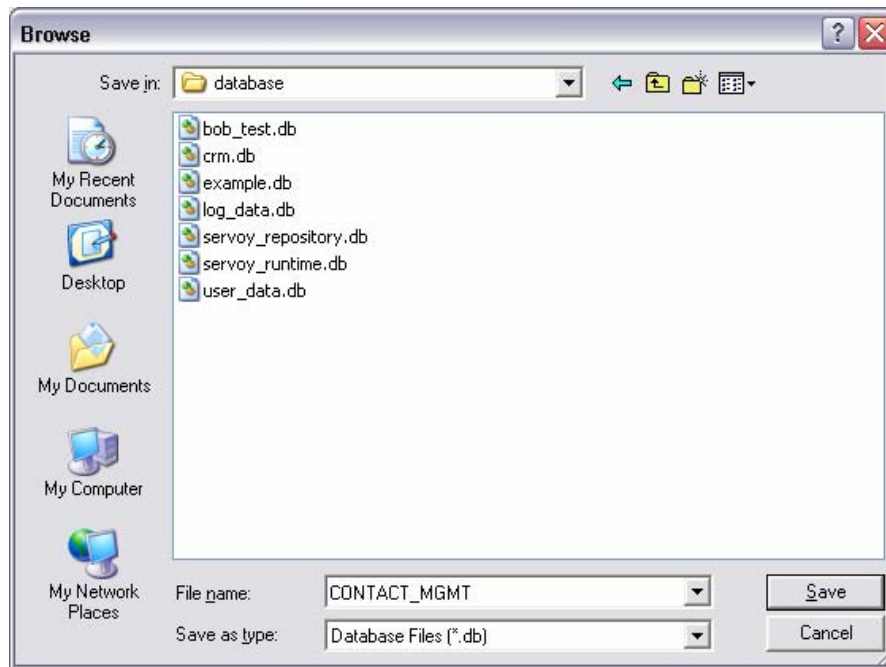 Browse
Save in: database
bob_test.db
crm.db
example.db
log_data.db
servoy_repository.db
servoy_runtime.db
user_data.db
My Recent
Documents
Desktop
My Documents
My Computer
My Network
Places
File name: CONTACT_MGMT Save
Save as type: Database Files (*.db) Cancel